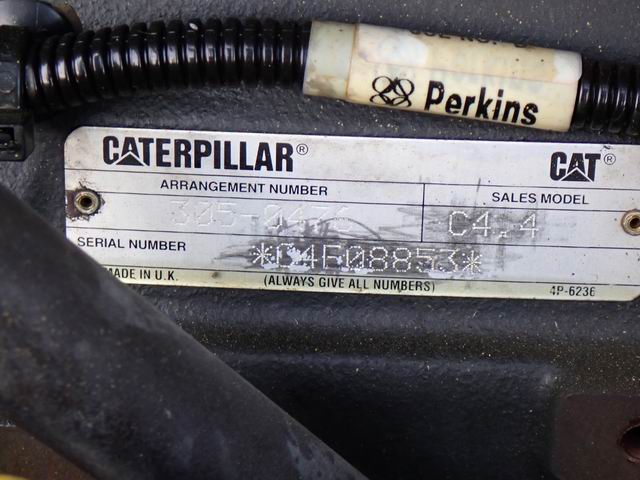 Perkins
CATERPILLAR® CAT®
ARRANGEMENT NUMBER SALES MODEL
C4.4
SERIAL NUMBER
MADE IN U.K. (ALWAYS GIVE ALL NUMBERS) 4P-6236